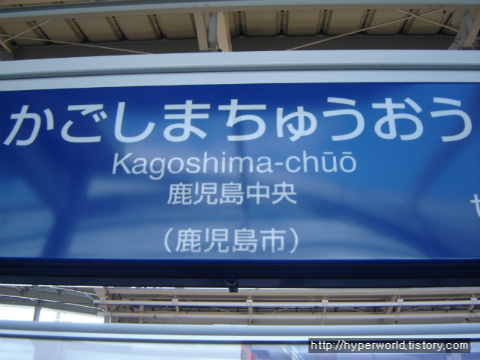 かごしまちゅうおう
Kagoshima-chūō
鹿児島中央
(鹿児島市)
http://hyperworld.tistory.com